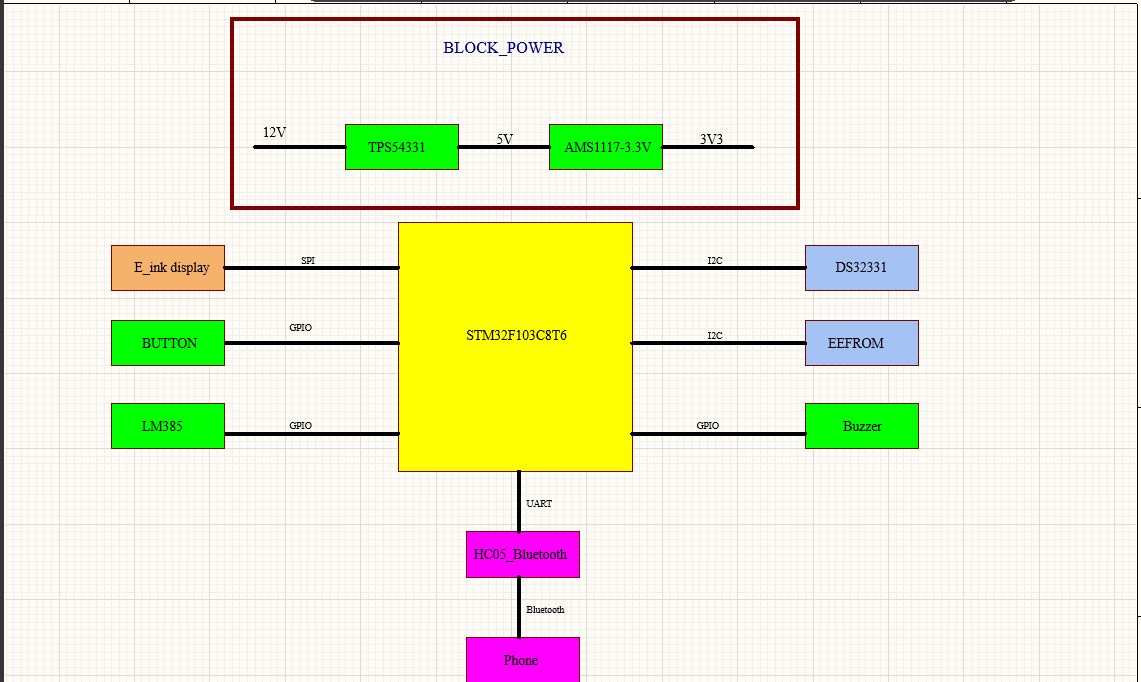 BLOCK_POWER
12V
TPS54331
5V
AMS1117-3.3V
3V3
E_ink display
SPI
STM32F103C8T6
I2C
DS32331
BUTTON
GPIO
I2C
EEFROM
LM385
GPIO
GPIO
Buzzer
UART
HC05_Bluetooth
Bluetooth
Phone